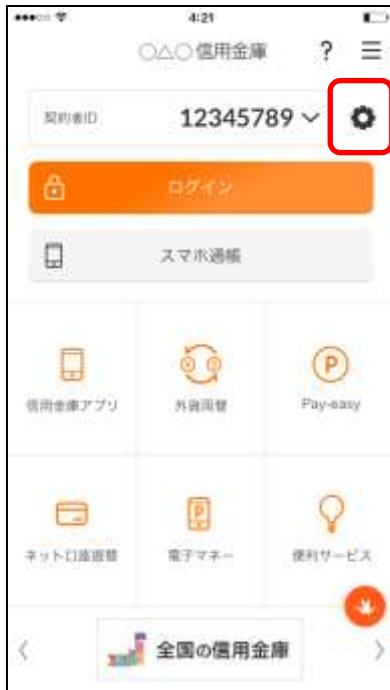 4:21
○△○信用金庫 ?
契約者ID 12345789
ログイン
スマホ通帳
信用金庫アプリ 外貨両替 Pay-easy
ネット口座振替 電子マネー 便利サービス
全国の信用金庫